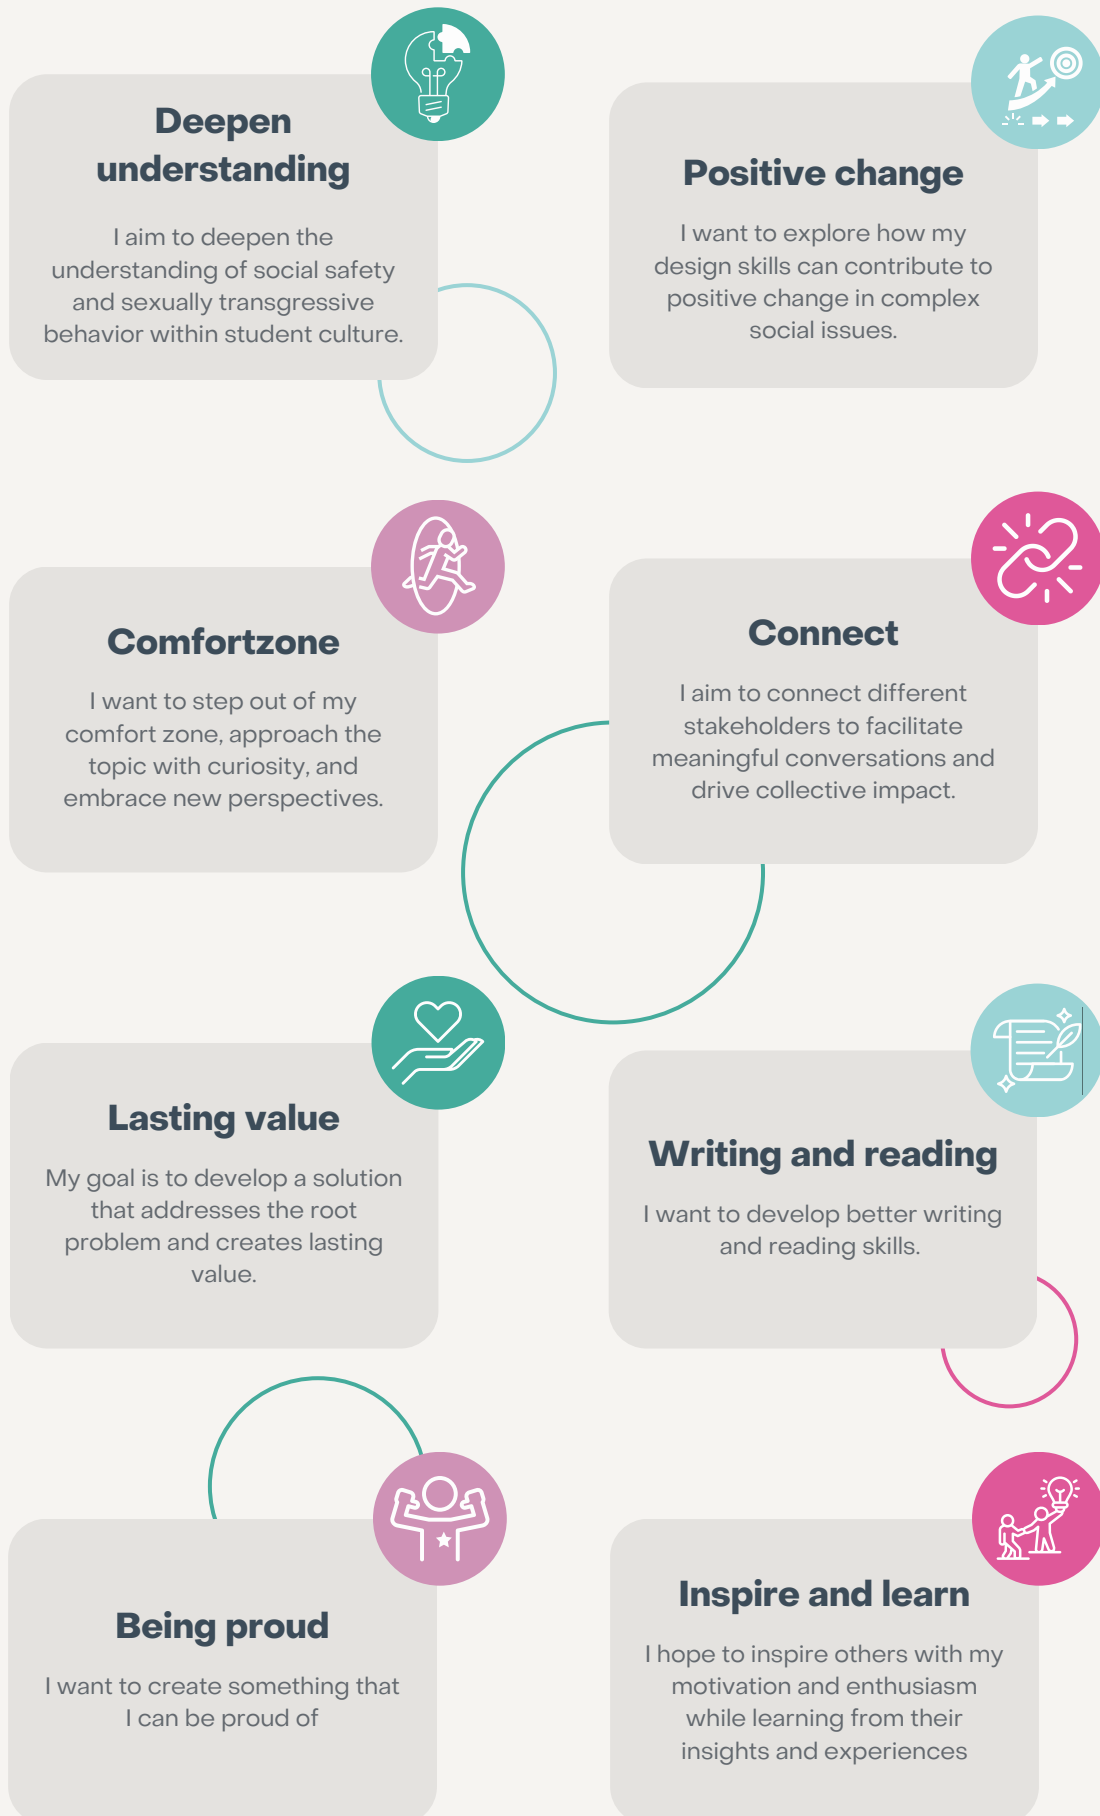 Deepen
understanding
I aim to deepen the
understanding of social safety
and sexually transgressive
behavior within student culture.
Positive change
I want to explore how my
design skills can contribute to
positive change in complex
social issues.
Comfortzone
I want to step out of my
comfort zone, approach the
topic with curiosity, and
embrace new perspectives.
Connect
I aim to connect different
stakeholders to facilitate
meaningful conversations and
drive collective impact.
Lasting value
My goal is to develop a solution
that addresses the root
problem and creates lasting
value.
Writing and reading
I want to develop better writing
and reading skills.
Being proud
I want to create something that
I can be proud of
Inspire and learn
I hope to inspire others with my
motivation and enthusiasm
while learning from their
insights and experiences